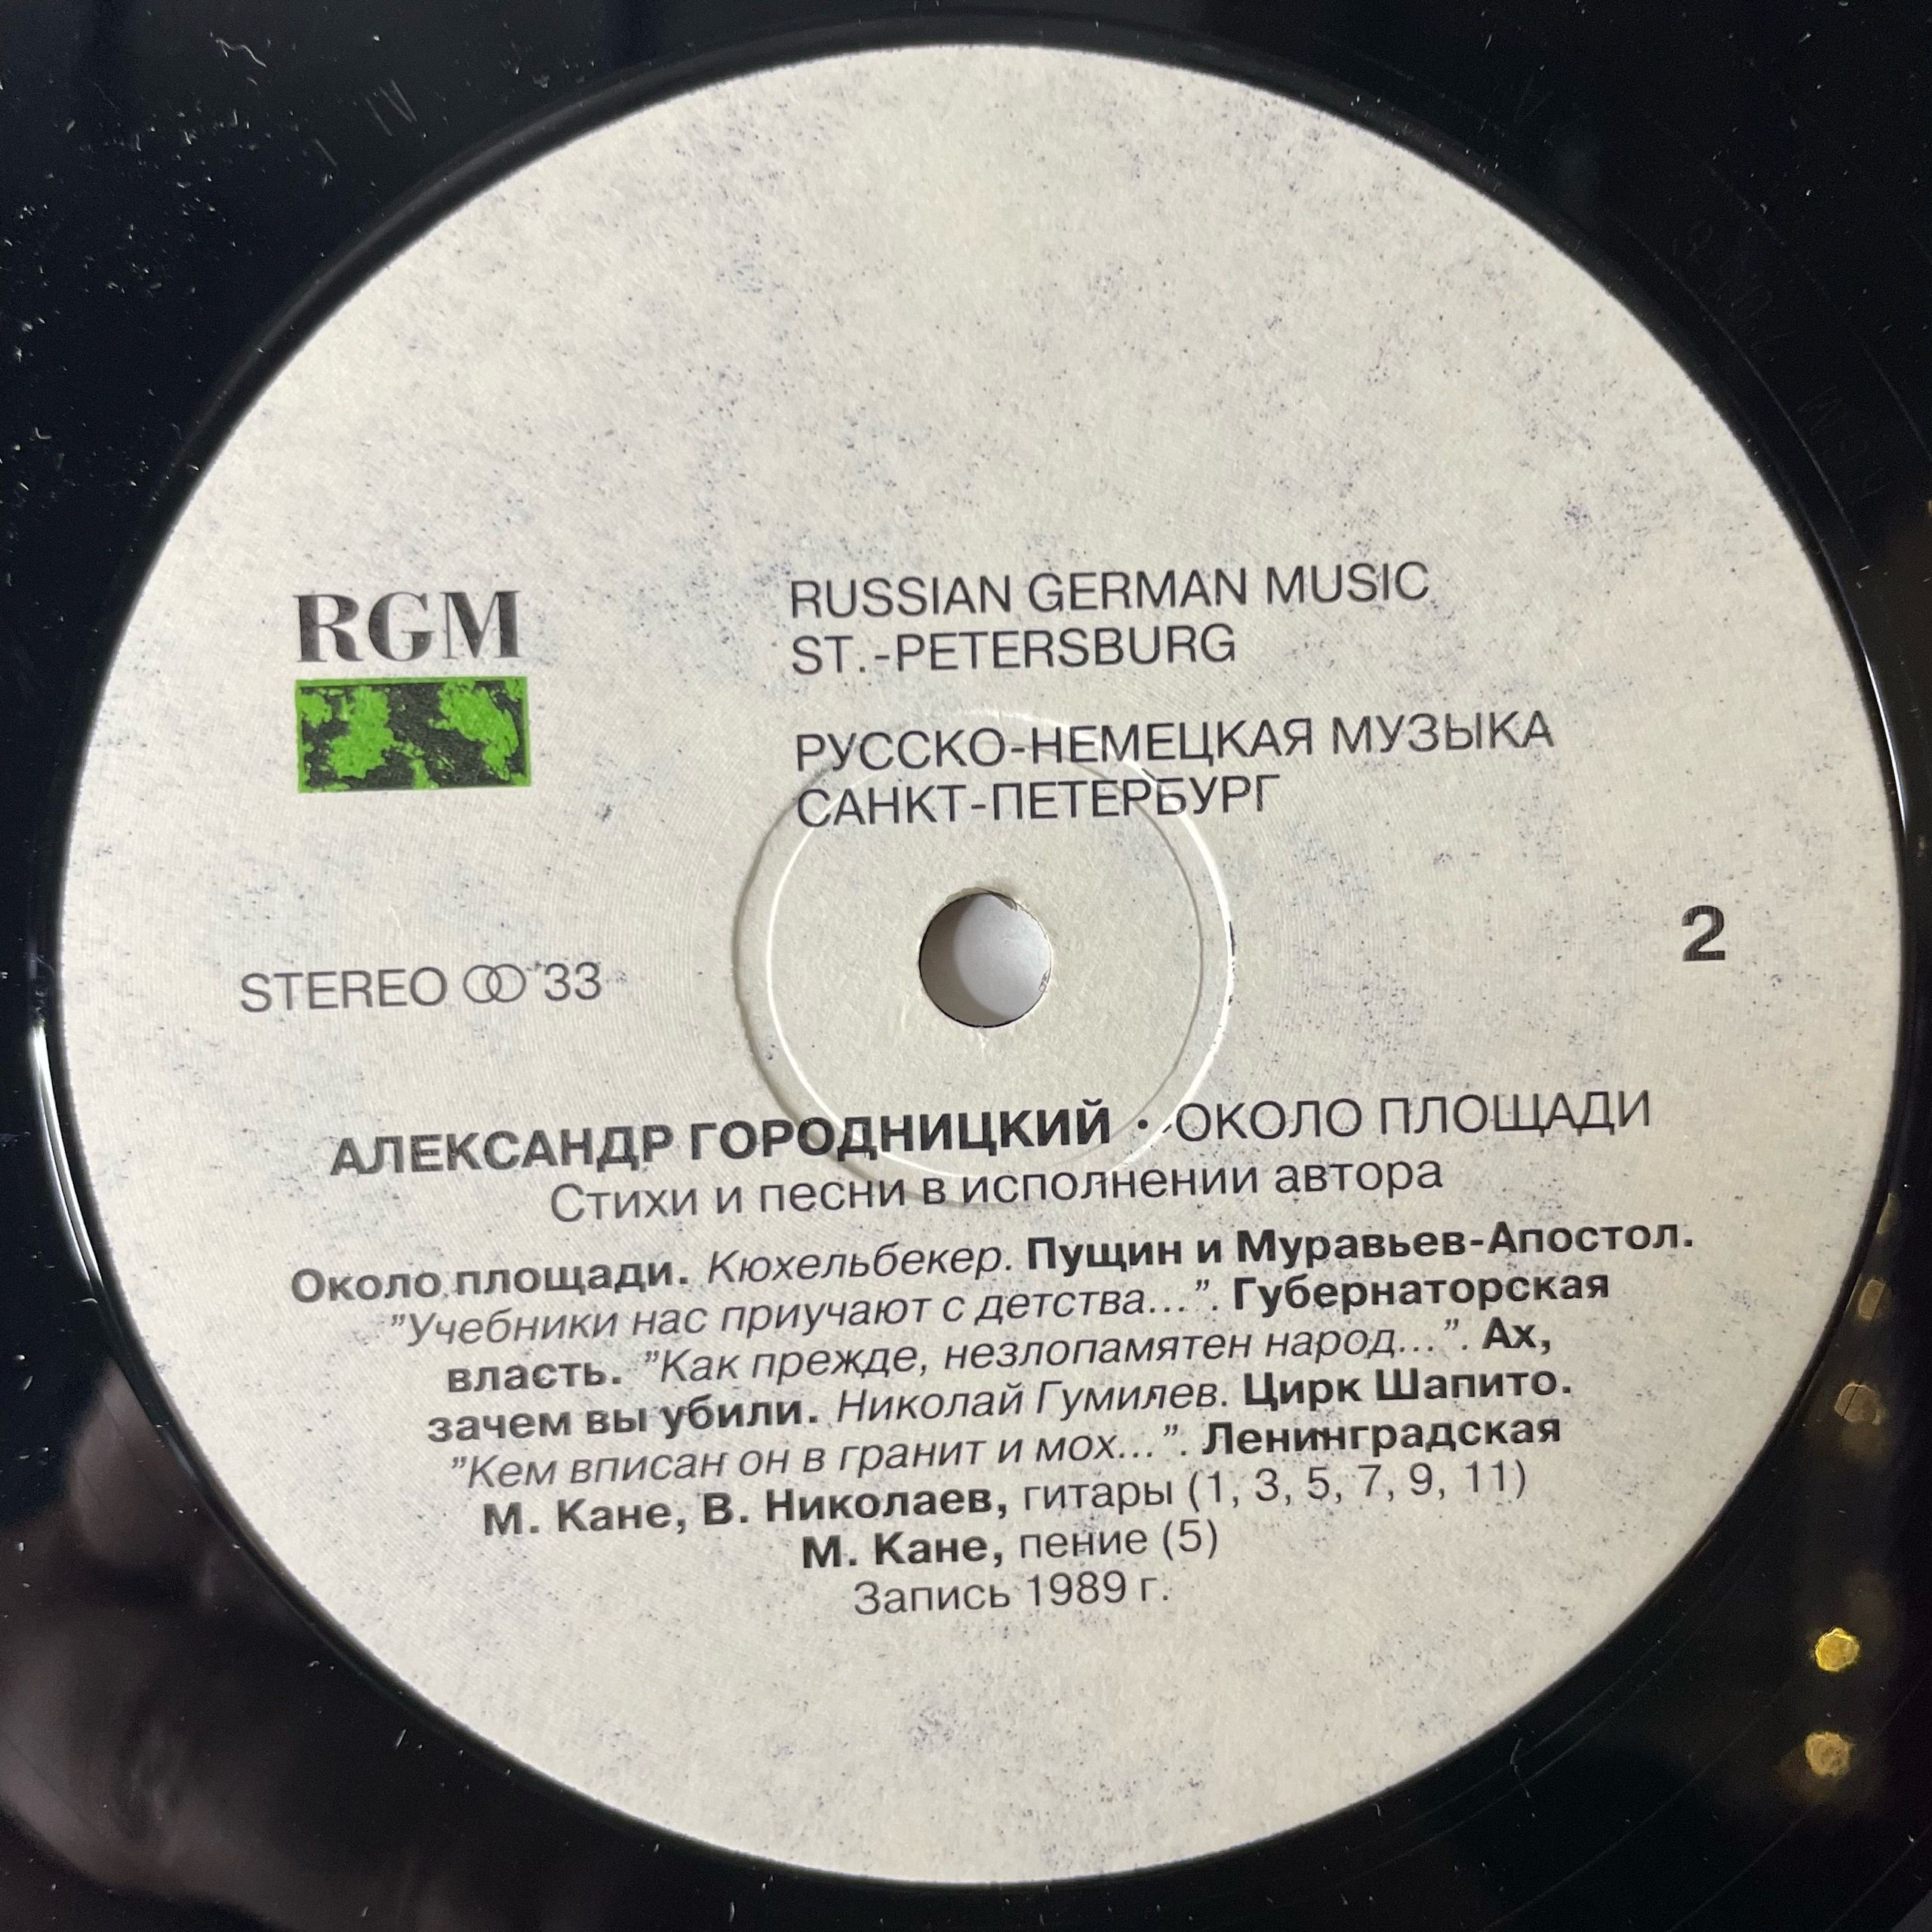 RGM
RUSSIAN GERMAN MUSIC
ST.-PETERSBURG
РУССКО-НЕМЕЦКАЯ МУЗЫКА
САНКТ-ПЕТЕРБУРГ
STEREO 33
2
АЛЕКСАНДР ГОРОДНИЦКИЙ · ОКОЛО ПЛОЩАДИ
Стихи и песни в исполнении автора
Около площади. Кюхельбекер. Пущин и Муравьев-Апостол.
"Учебники нас приучают с детства...". Губернаторская
власть. "Как прежде, незлопамятен народ...". Ах,
зачем вы убили. Николай Гумилев. Цирк Шапито.
"Кем вписан он в гранит и мох...". Ленинградская
М. Кане, В. Николаев, гитары (1, 3, 5, 7, 9, 11)
М. Кане, пение (5)
Запись 1989 г.